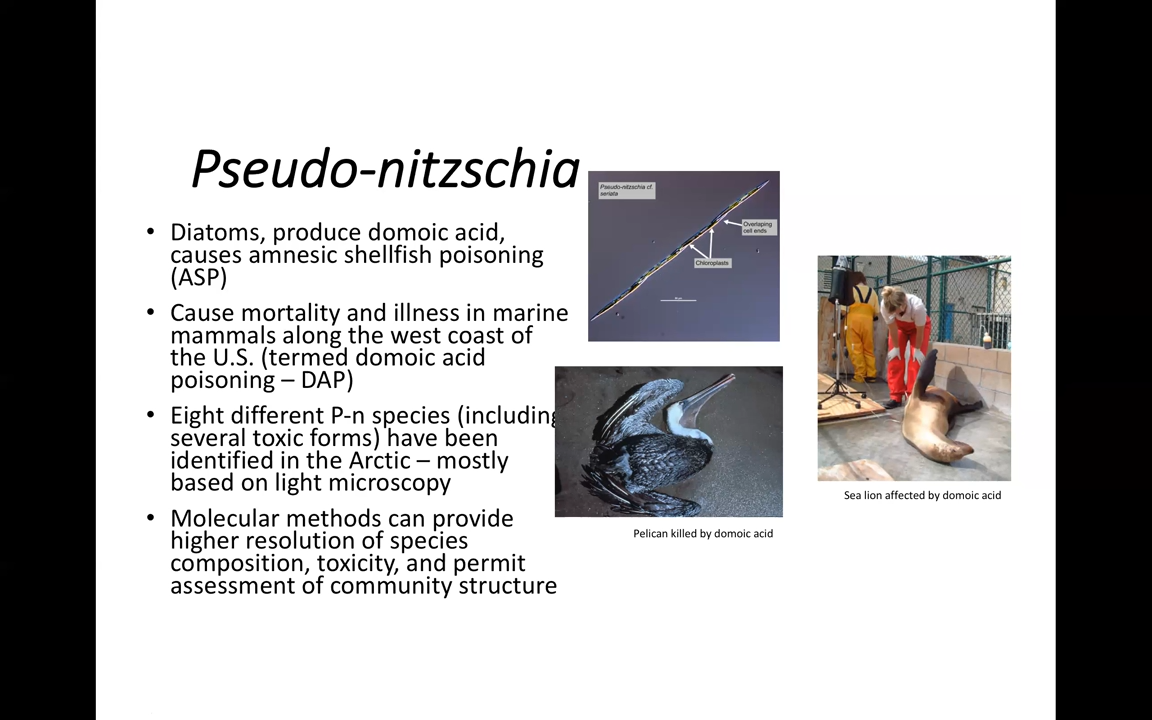 Pseudo-nitzschia
• Diatoms, produce domoic acid,
causes amnesic shellfish poisoning
(ASP)
• Cause mortality and illness in marine
mammals along the west coast of
the U.S. (termed domoic acid
poisoning – DAP)
• Eight different P-n species (including
several toxic forms) have been
identified in the Arctic – mostly
based on light microscopy
• Molecular methods can provide
higher resolution of species
composition, toxicity, and permit
assessment of community structure
Pseudo-nitzschia cf.
seriata
Overlaping
cell ends
Chloroplasts
Pelican killed by domoic acid
Sea lion affected by domoic acid